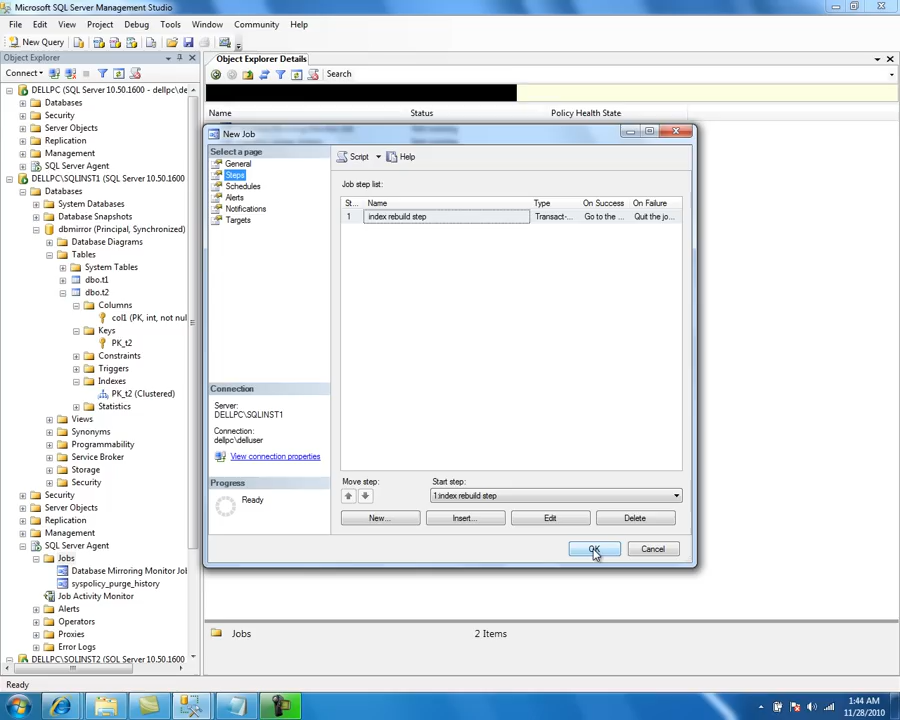 Microsoft SQL Server Management Studio
File Edit View Project Debug Tools Window Community Help
New Query
Object Explorer
Object Explorer Details
Connect
Search
DELLPC (SQL Server 10.50.1600 - dellpc\de
Databases
Security
Server Objects
Replication
Management
SQL Server Agent
DELLPC\SQLINST1 (SQL Server 10.50.1600
Databases
System Databases
Database Snapshots
dbmirror (Principal, Synchronized)
Database Diagrams
Tables
System Tables
dbo.t1
dbo.t2
Columns
col1 (PK, int, not nul
Keys
PK_t2
Constraints
Triggers
Indexes
PK_t2 (Clustered)
Statistics
Views
Synonyms
Programmability
Service Broker
Storage
Security
Security
Server Objects
Replication
Management
SQL Server Agent
Jobs
Database Mirroring Monitor Job
syspolicy_purge_history
Job Activity Monitor
Alerts
Operators
Proxies
Error Logs
DELLPC\SQLINST2 (SQL Server 10.50.1600
Name Status Policy Health State
New Job
Select a page
General
Steps
Schedules
Alerts
Notifications
Targets
Script Help
Job step list:
St... Name Type On Success On Failure
1 index rebuild step Transact-... Go to the ... Quit the jo...
Connection
Server:
DELLPC\SQLINST1
Connection:
dellpc\delluser
View connection properties
Progress
Ready
Move step: Start step:
1:index rebuild step
New... Insert... Edit Delete
OK Cancel
Jobs 2 Items
Ready
1:44 AM
11/28/2010